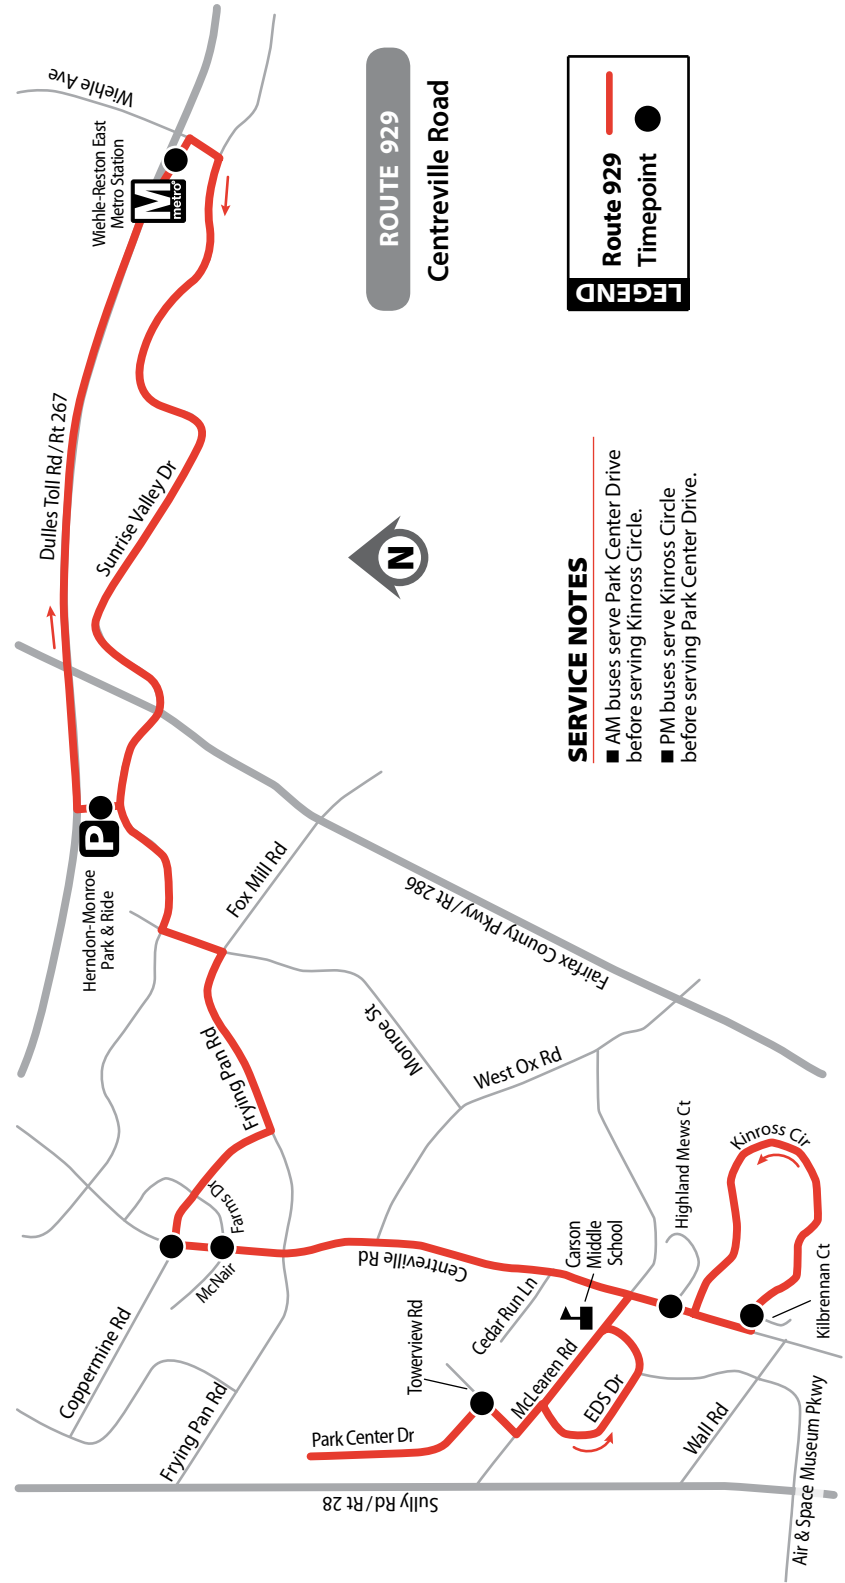 Wiehle Ave
Wiehle-Reston East
Metro Station
M
metro®
ROUTE 929
Centreville Road
LEGEND
Route 929
Timepoint
Dulles Toll Rd/Rt 267
Sunrise Valley Dr
N
SERVICE NOTES
■ AM buses serve Park Center Drive
before serving Kinross Circle.
■ PM buses serve Kinross Circle
before serving Park Center Drive.
P
Herndon-Monroe
Park & Ride
Fox Mill Rd
Fairfax County Pkwy/Rt 286
Frying Pan Rd
Monroe St
West Ox Rd
McNair
Farms Dr
Centreville Rd
Coppermine Rd
Frying Pan Rd
Cedar Run Ln
Carson
Middle
School
Highland Mews Ct
Kinross Cir
Kilbrennan Ct
Towerview Rd
McLearen Rd
Park Center Dr
EDS Dr
Wall Rd
Sully Rd/Rt 28
Air & Space Museum Pkwy